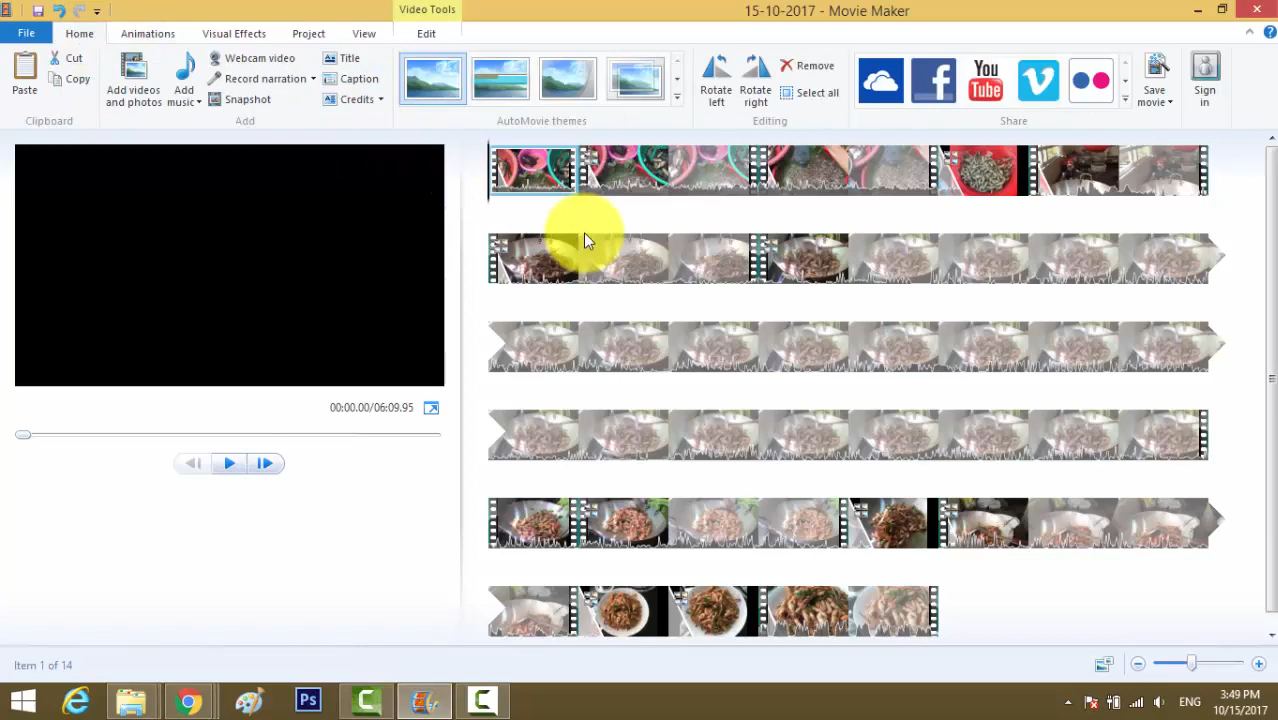 15-10-2017 - Movie Maker
Video Tools
File
Home
Animations
Visual Effects
Project
View
Edit
Paste
Cut
Copy
Clipboard
Add videos
and photos
Add
music
Webcam video
Record narration
Snapshot
Title
Caption
Credits
Add
AutoMovie themes
Rotate
left
Rotate
right
Remove
Select all
Editing
You
Tube
Share
Save
movie
Sign
in
00:00.00/06:09.95
Item 1 of 14
Ps
ENG
3:49 PM
10/15/2017